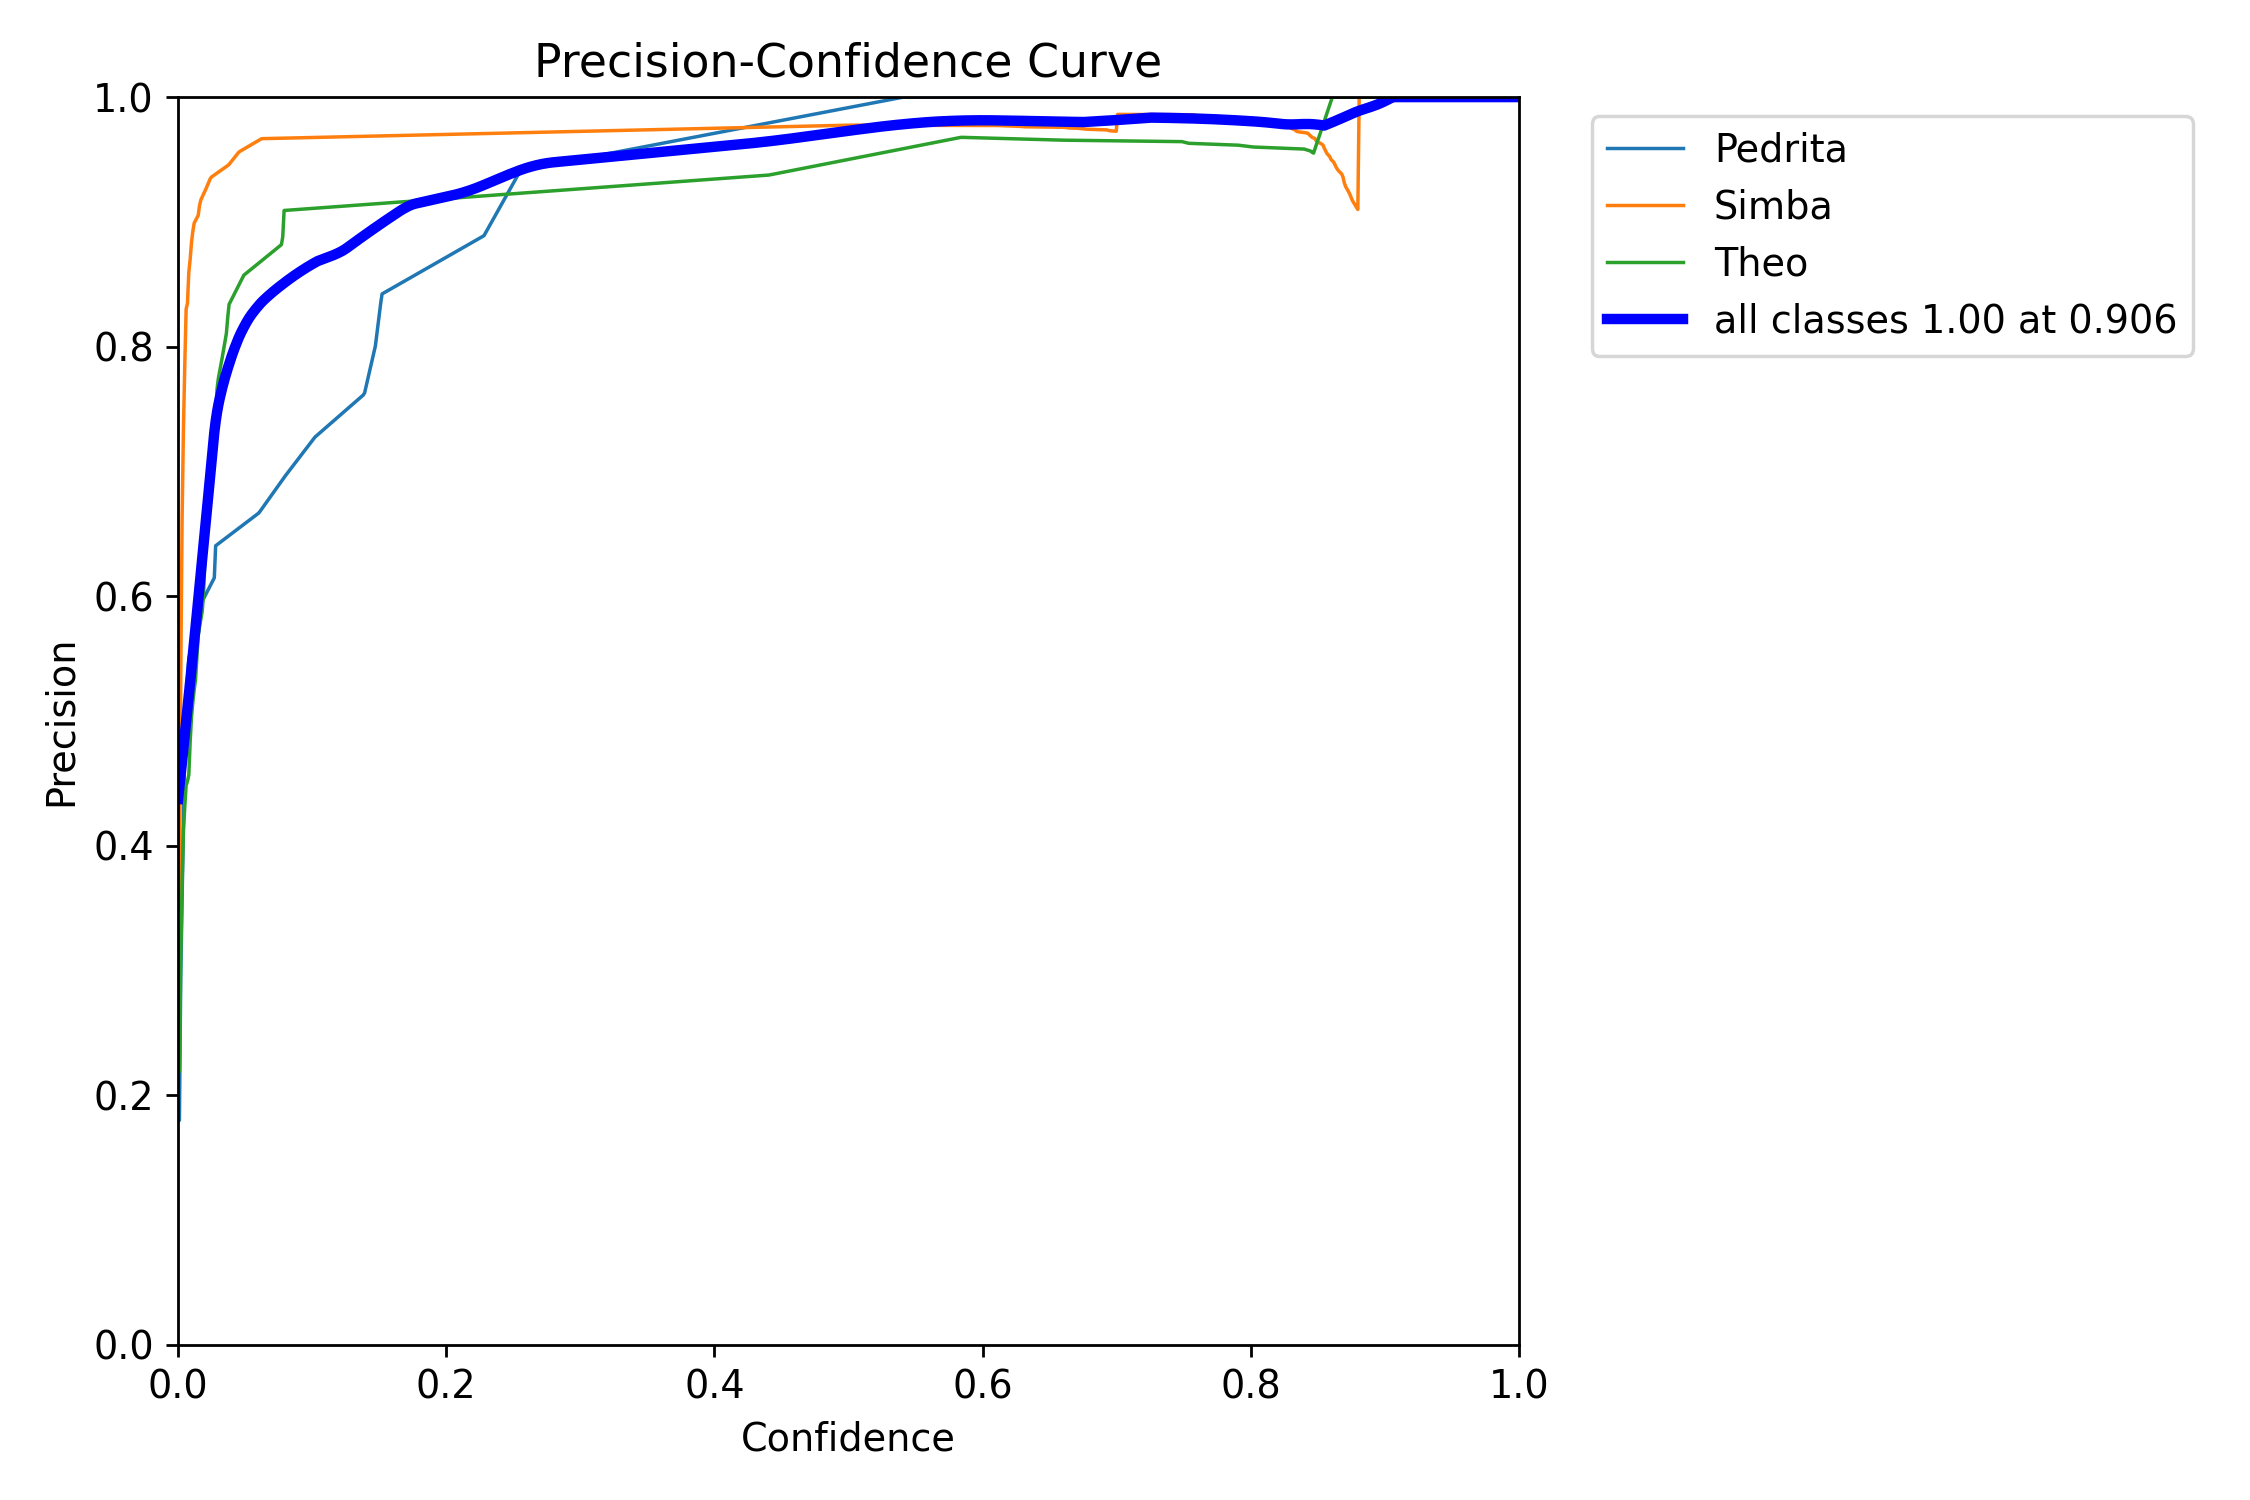 Precision-Confidence Curve
1.0
0.8
0.6
0.4
0.2
0.0
Precision
0.0 0.2 0.4 0.6 0.8 1.0
Confidence
Pedrita
Simba
Theo
all classes 1.00 at 0.906